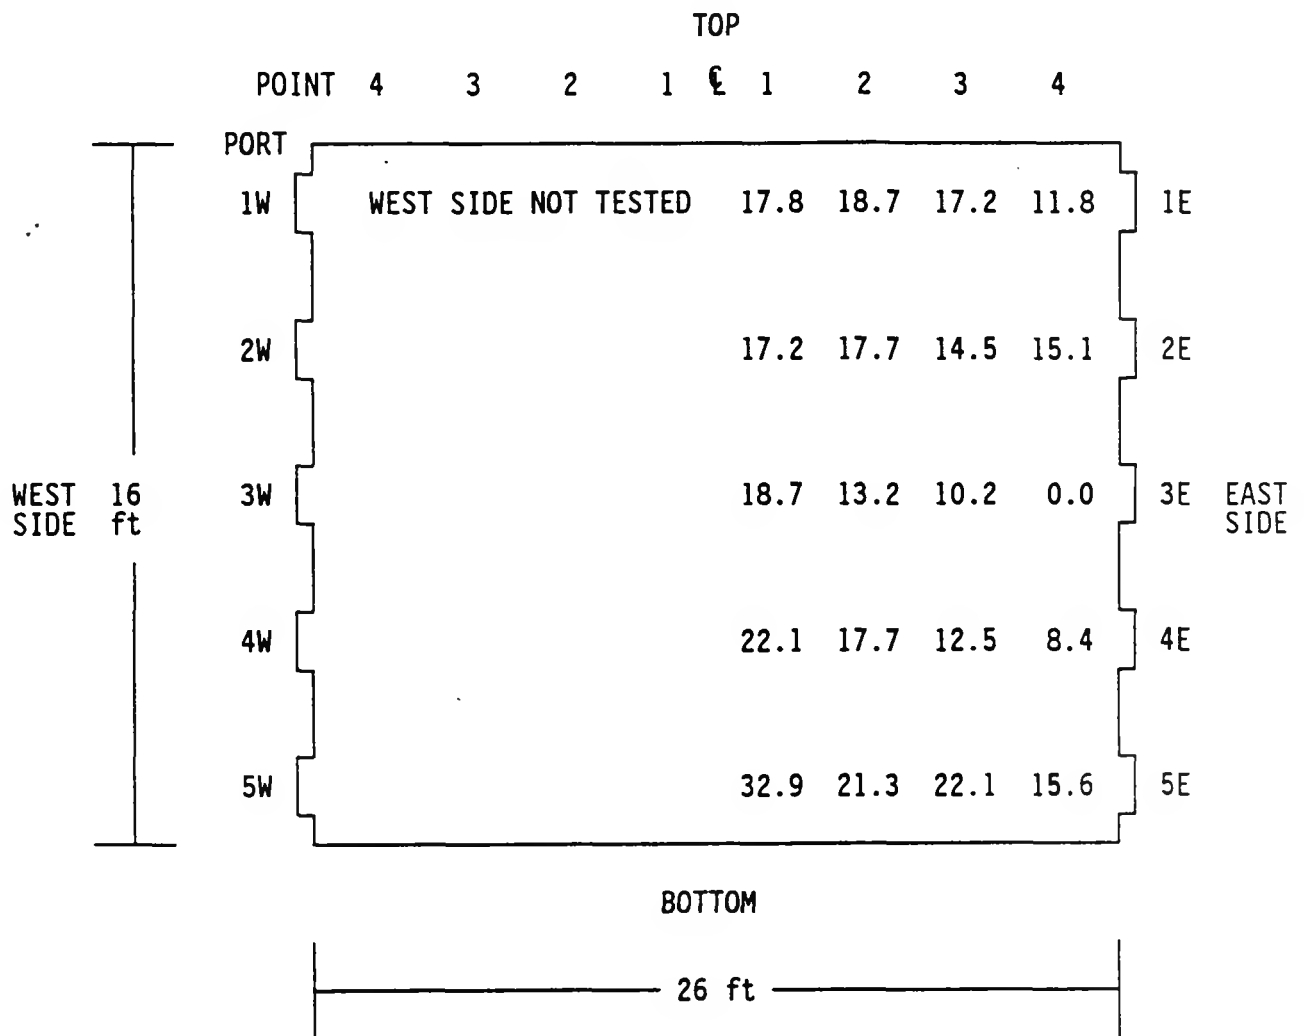 TOP
POINT 4 3 2 1 ℄ 1 2 3 4
PORT
1W WEST SIDE NOT TESTED 17.8 18.7 17.2 11.8 1E
2W 17.2 17.7 14.5 15.1 2E
WEST SIDE 16 ft 3W 18.7 13.2 10.2 0.0 3E EAST SIDE
4W 22.1 17.7 12.5 8.4 4E
5W 32.9 21.3 22.1 15.6 5E
BOTTOM
26 ft